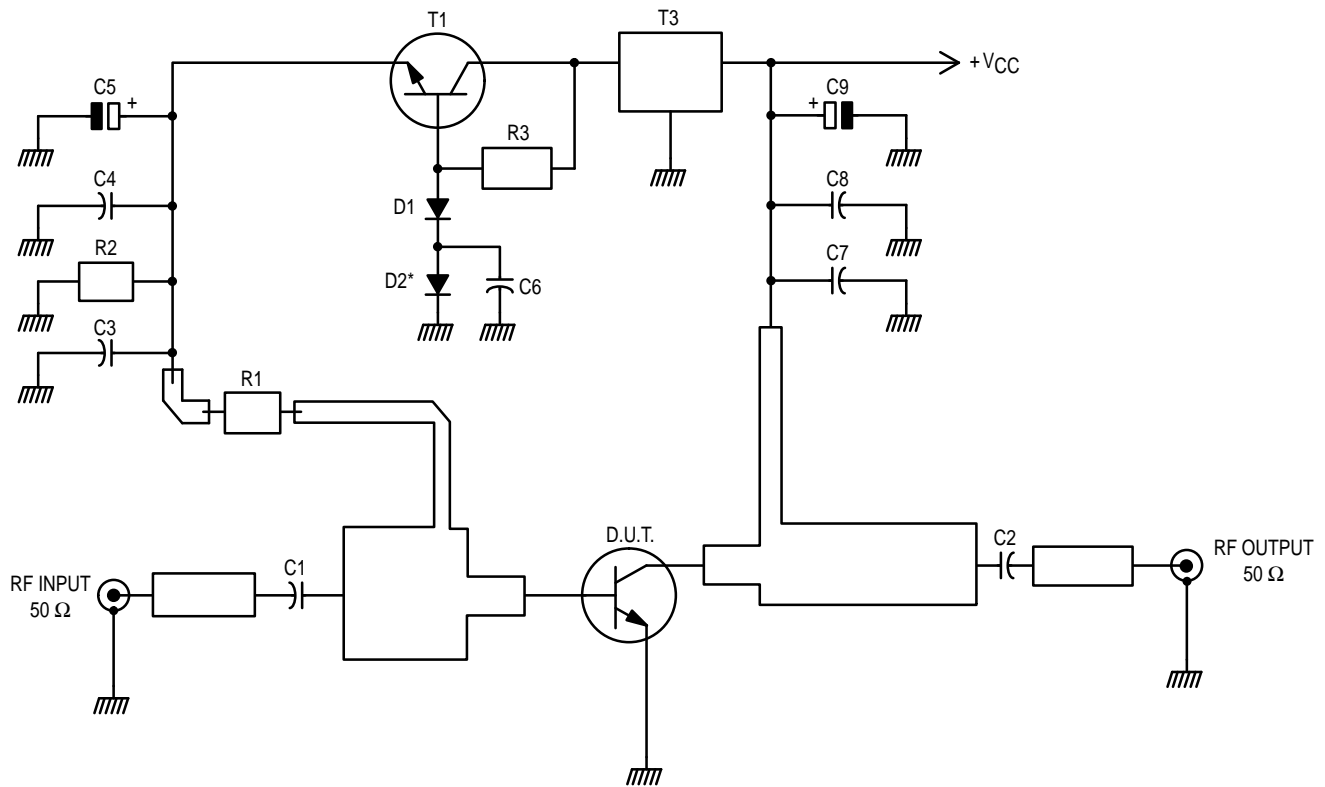 T1
T3
+ VCC
C5
+
C9
+
R3
C4
C8
D1
R2
C7
D2*
C6
C3
R1
D.U.T.
C2
RF OUTPUT
50 Ω
C1
RF INPUT
50 Ω